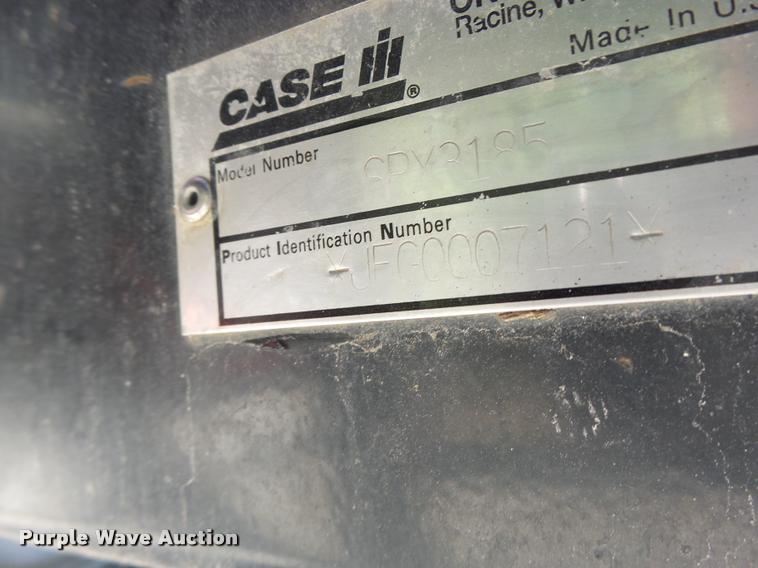 Racine,
Made In U.S
CASE IH®
Model Number SPX3185
Product Identification Number
*JFG0007121*
Purple Wave Auction